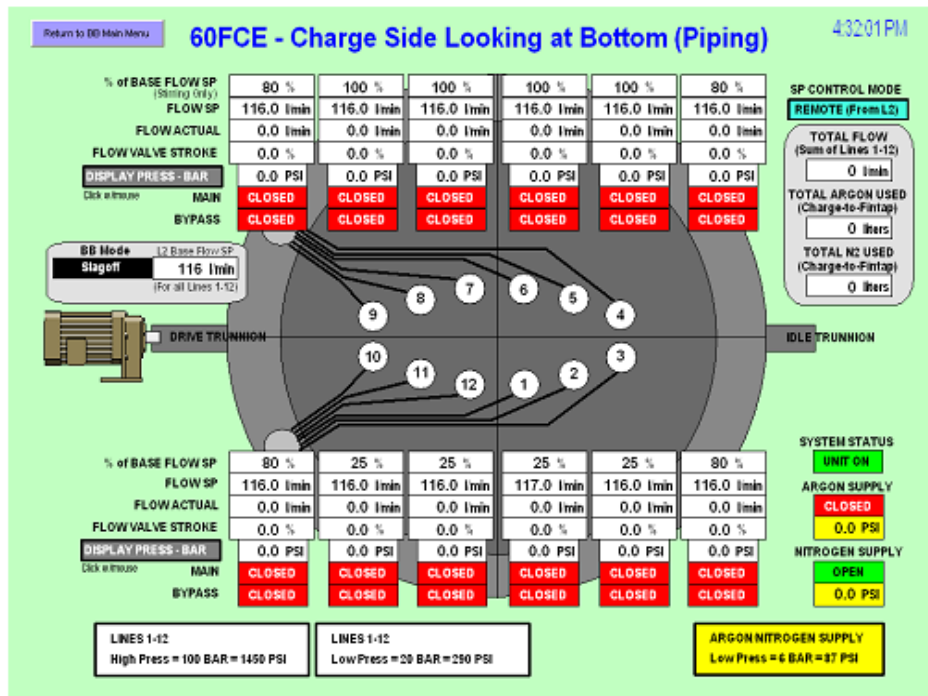 Return to BB Main Menu
60FCE - Charge Side Looking at Bottom (Piping)
4:32:01 PM
% of BASE FLOW SP 80 % 100 % 100 % 100 % 100 % 80 %
(Stirring Only)
FLOW SP 116.0 l/min 116.0 l/min 116.0 l/min 116.0 l/min 116.0 l/min 116.0 l/min
FLOW ACTUAL 0.0 l/min 0.0 l/min 0.0 l/min 0.0 l/min 0.0 l/min 0.0 l/min
FLOW VALVE STROKE 0.0 % 0.0 % 0.0 % 0.0 % 0.0 % 0.0 %
DISPLAY PRESS - BAR 0.0 PSI 0.0 PSI 0.0 PSI 0.0 PSI 0.0 PSI 0.0 PSI
Click w/mouse MAIN CLOSED CLOSED CLOSED CLOSED CLOSED CLOSED
BYPASS CLOSED CLOSED CLOSED CLOSED CLOSED CLOSED
SP CONTROL MODE
REMOTE (From L2)
TOTAL FLOW
(Sum of Lines 1-12)
0 l/min
TOTAL ARGON USED
(Charge-to-Fintap)
0 liters
TOTAL N2 USED
(Charge-to-Fintap)
0 liters
BB Mode L2 Base Flow SP
Slagoff 116 l/min
(For all Lines 1-12)
7 6
8 5
9 4
DRIVE TRUNNION
IDLE TRUNNION
10 3
11 2
12 1
% of BASE FLOW SP 80 % 25 % 25 % 25 % 25 % 80 %
FLOW SP 116.0 l/min 116.0 l/min 116.0 l/min 117.0 l/min 116.0 l/min 116.0 l/min
FLOW ACTUAL 0.0 l/min 0.0 l/min 0.0 l/min 0.0 l/min 0.0 l/min 0.0 l/min
FLOW VALVE STROKE 0.0 % 0.0 % 0.0 % 0.0 % 0.0 % 0.0 %
DISPLAY PRESS - BAR 0.0 PSI 0.0 PSI 0.0 PSI 0.0 PSI 0.0 PSI 0.0 PSI
Click w/mouse MAIN CLOSED CLOSED CLOSED CLOSED CLOSED CLOSED
BYPASS CLOSED CLOSED CLOSED CLOSED CLOSED CLOSED
SYSTEM STATUS
UNIT ON
ARGON SUPPLY
CLOSED
0.0 PSI
NITROGEN SUPPLY
OPEN
0.0 PSI
LINES 1-12
High Press = 100 BAR = 1450 PSI
LINES 1-12
Low Press = 20 BAR = 290 PSI
ARGON/NITROGEN SUPPLY
Low Press = 6 BAR = 87 PSI